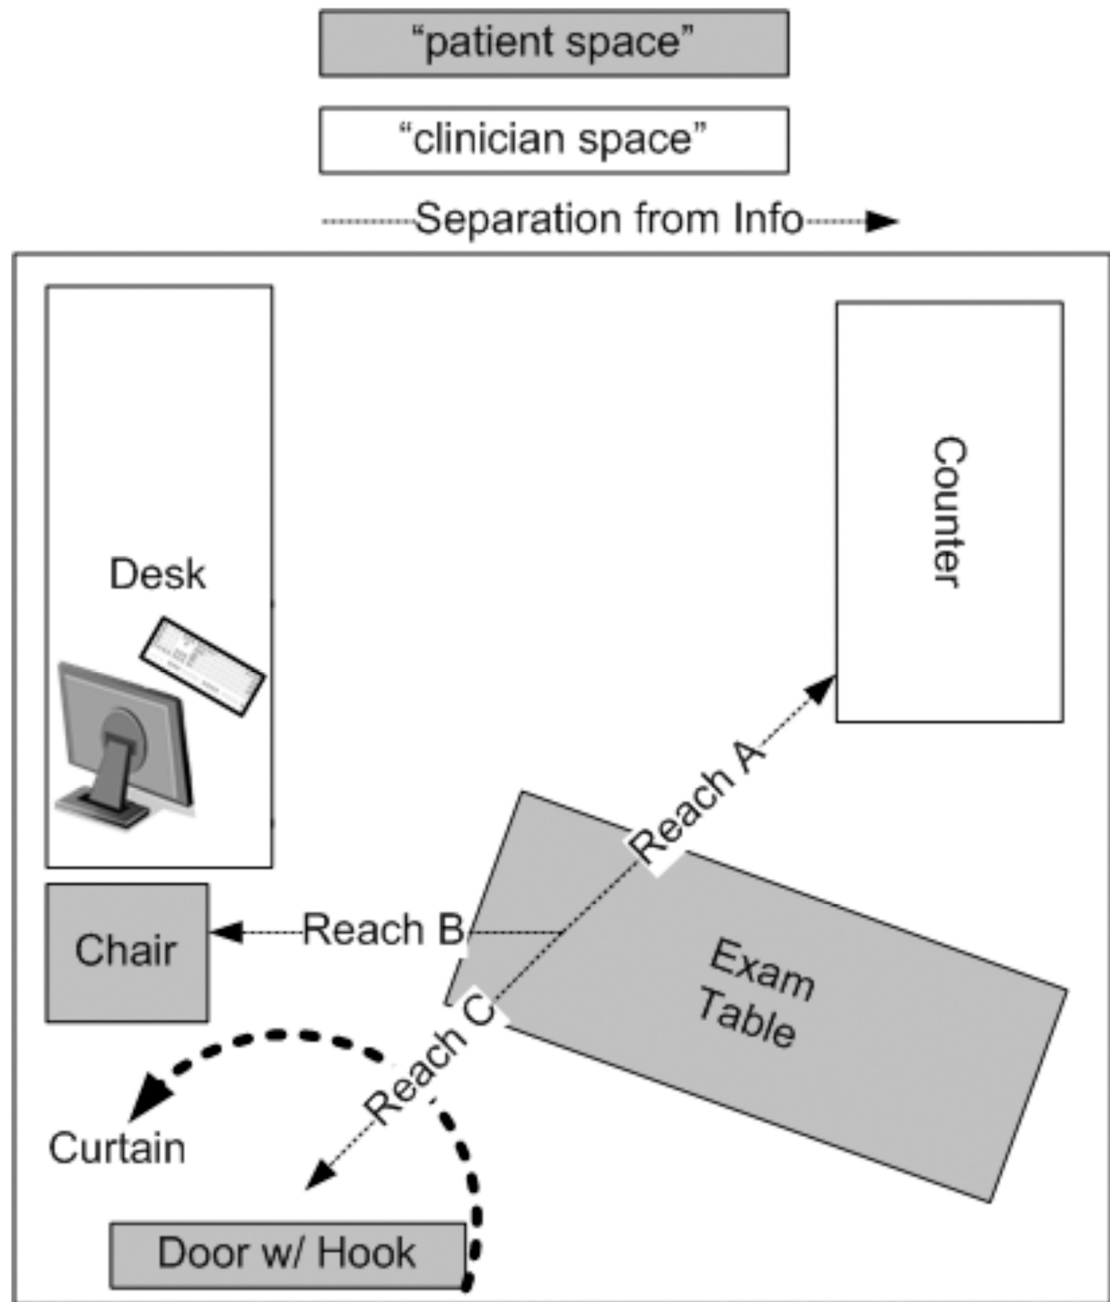 “patient space”
“clinician space”
Separation from Info
Counter
Desk
Reach A
Reach B
Chair
Exam
Table
Reach C
Curtain
Door w/ Hook